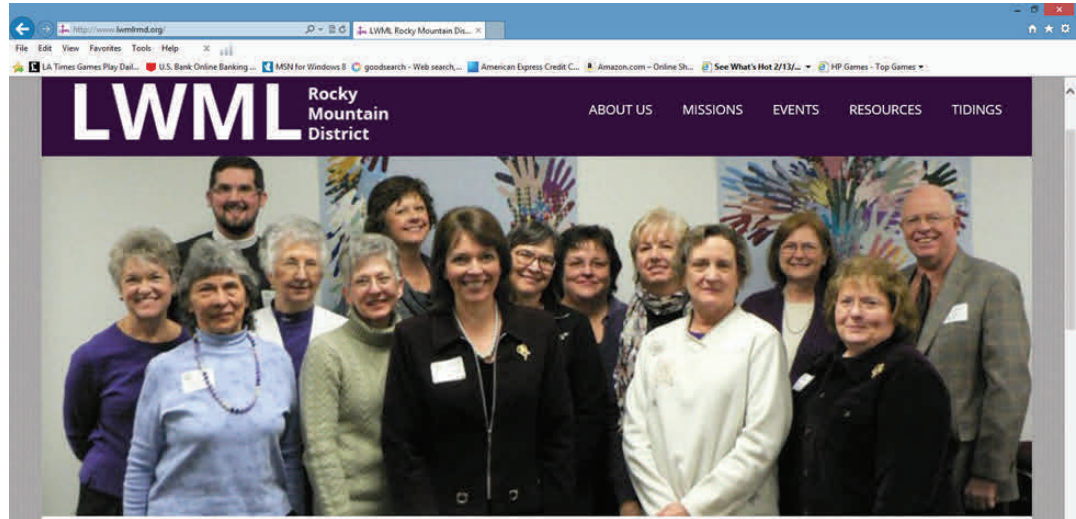 http://www.lwmlrmd.org/
LWML Rocky Mountain Dis...
File Edit View Favorites Tools Help
LA Times Games Play Dail... U.S. Bank Online Banking ... MSN for Windows 8 goodsearch - Web search,... American Express Credit C... Amazon.com – Online Sh... See What's Hot 2/13/... HP Games - Top Games
LWML
Rocky
Mountain
District
ABOUT US MISSIONS EVENTS RESOURCES TIDINGS